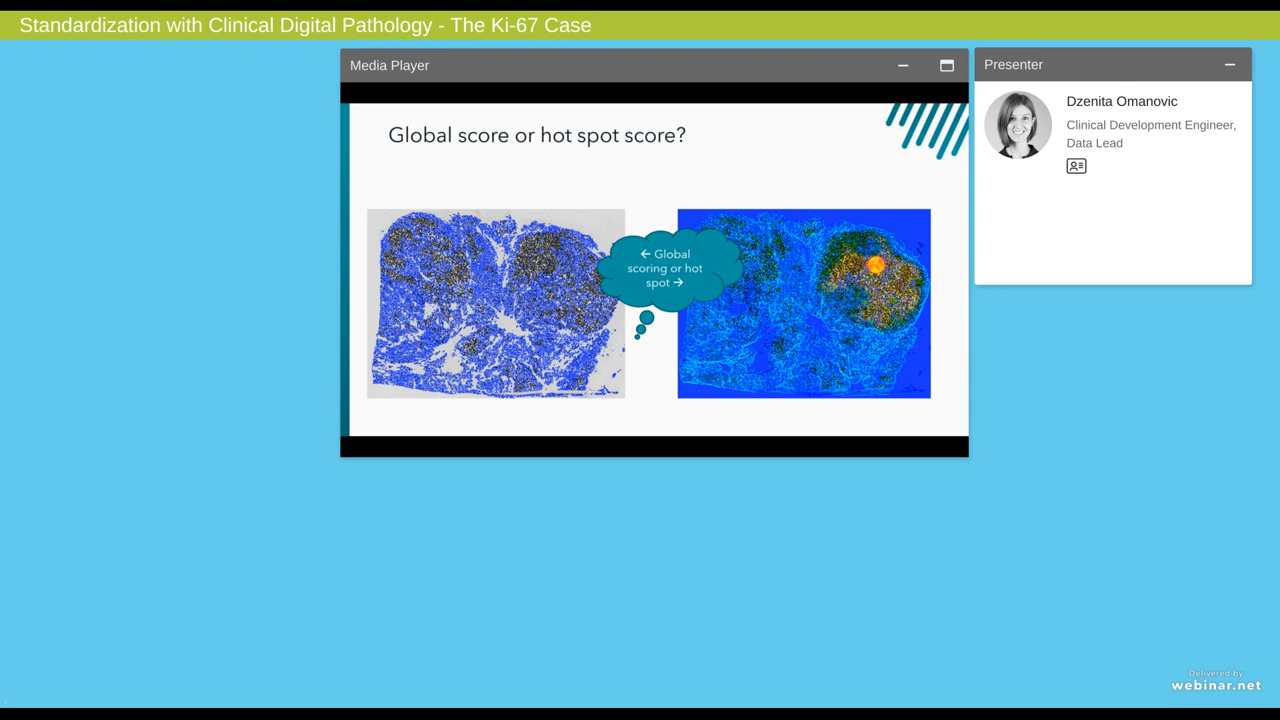 Standardization with Clinical Digital Pathology - The Ki-67 Case
Media Player
Presenter
Global score or hot spot score?
← Global
scoring or hot
spot →
Dzenita Omanovic
Clinical Development Engineer,
Data Lead
Delivered by
webinar.net